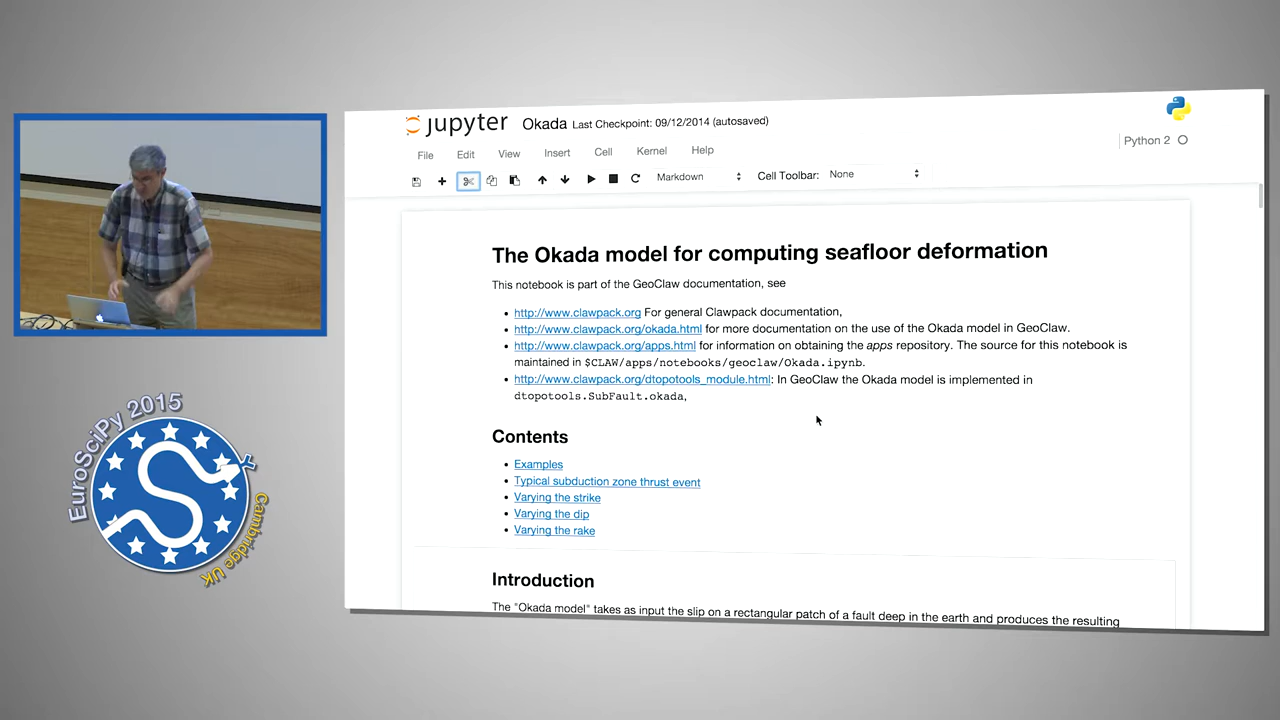 jupyter Okada Last Checkpoint: 09/12/2014 (autosaved)
File Edit View Insert Cell Kernel Help
Python 2
Markdown Cell Toolbar: None
The Okada model for computing seafloor deformation
This notebook is part of the GeoClaw documentation, see
• http://www.clawpack.org For general Clawpack documentation,
• http://www.clawpack.org/okada.html for more documentation on the use of the Okada model in GeoClaw.
• http://www.clawpack.org/apps.html for information on obtaining the apps repository. The source for this notebook is
maintained in $CLAW/apps/notebooks/geoclaw/Okada.ipynb.
• http://www.clawpack.org/dtopotools_module.html: In GeoClaw the Okada model is implemented in
dtopotools.SubFault.okada,
Contents
• Examples
• Typical subduction zone thrust event
• Varying the strike
• Varying the dip
• Varying the rake
Introduction
The "Okada model" takes as input the slip on a rectangular patch of a fault deep in the earth and produces the resulting
EuroSciPy 2015
Cambridge UK